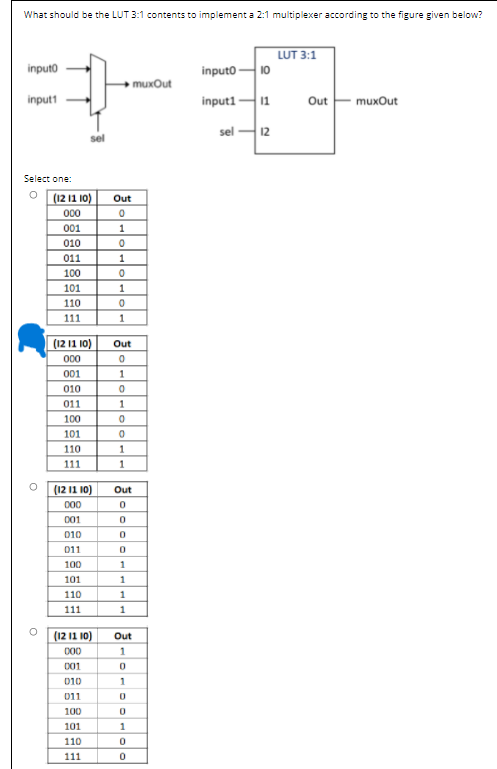 What should be the LUT 3:1 contents to implement a 2:1 multiplexer according to the figure given below?
LUT 3:1
input0
input1
sel
muxOut
input0
I0
input1
I1
Out
muxOut
sel
I2
Select one:
(I2 I1 I0) Out
000 0
001 1
010 0
011 1
100 0
101 1
110 0
111 1
(I2 I1 I0) Out
000 0
001 1
010 0
011 1
100 0
101 0
110 1
111 1
(I2 I1 I0) Out
000 0
001 0
010 0
011 0
100 1
101 1
110 1
111 1
(I2 I1 I0) Out
000 1
001 0
010 1
011 0
100 0
101 1
110 0
111 0